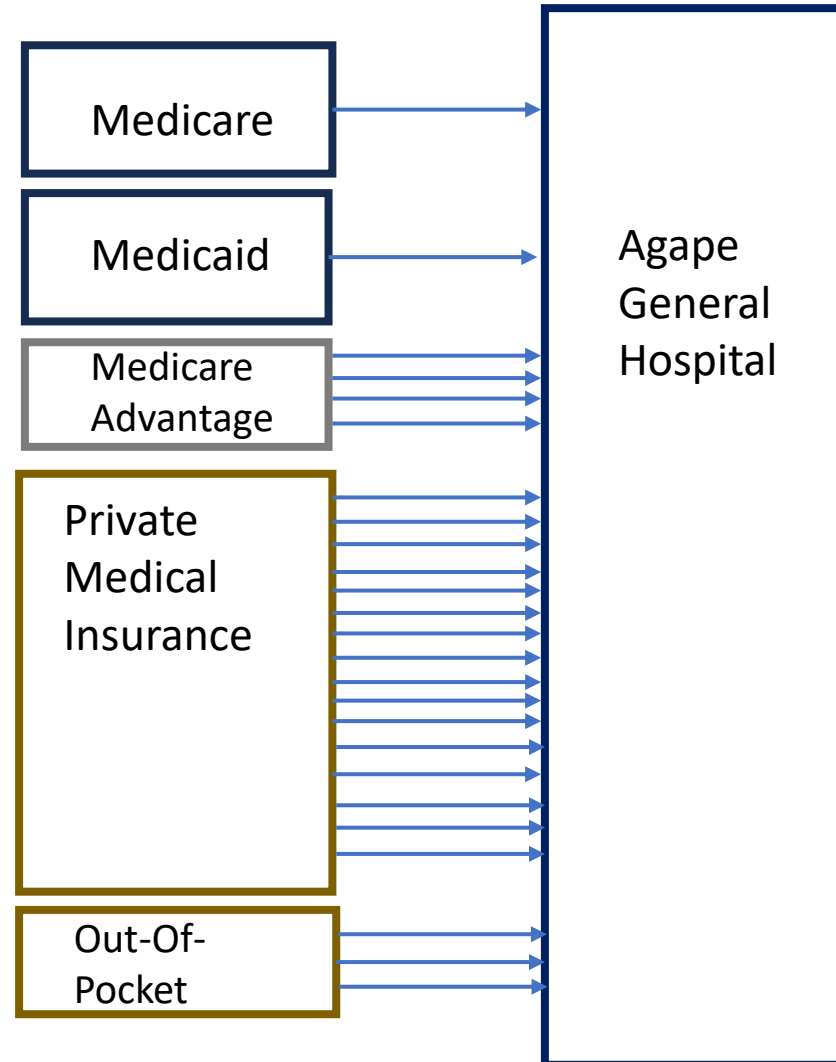 Medicare
Medicaid
Medicare
Advantage
Private
Medical
Insurance
Out-Of-
Pocket
Agape
General
Hospital